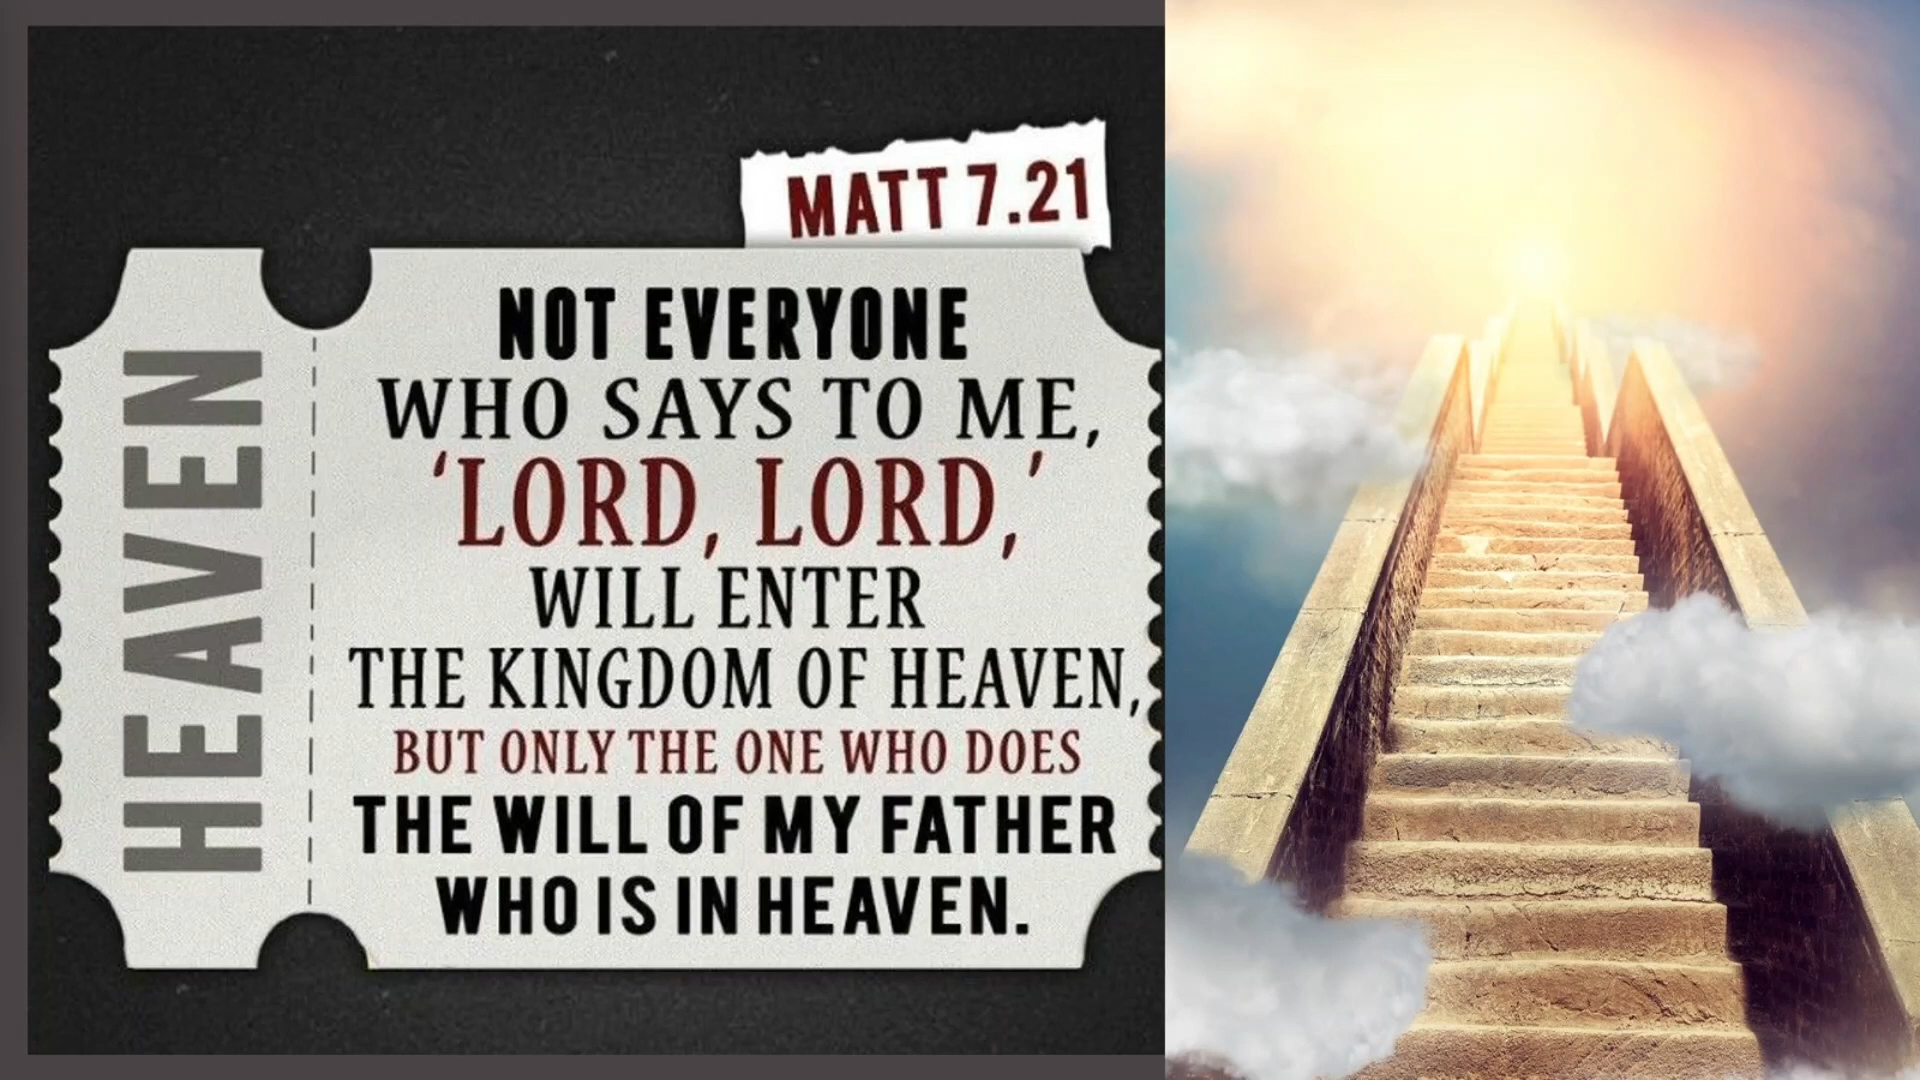 MATT 7.21
HEAVEN
NOT EVERYONE
WHO SAYS TO ME,
‘LORD, LORD,’
WILL ENTER
THE KINGDOM OF HEAVEN,
BUT ONLY THE ONE WHO DOES
THE WILL OF MY FATHER
WHO IS IN HEAVEN.